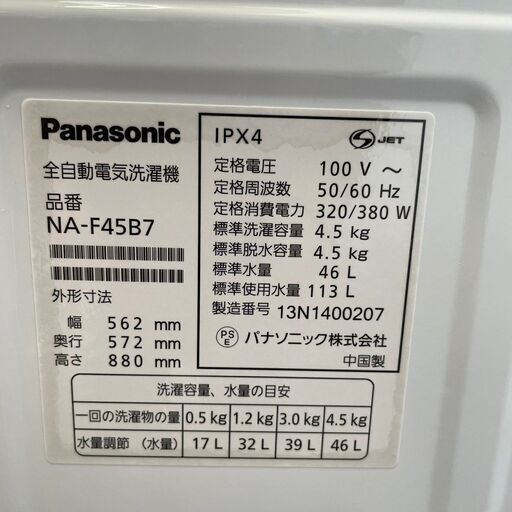 Panasonic
全自動電気洗濯機
品番
NA-F45B7
外形寸法
幅 562 mm
奥行 572 mm
高さ 880 mm
IPX4
S JET
定格電圧 100 V ～
定格周波数 50/60 Hz
定格消費電力 320/380 W
標準洗濯容量 4.5 kg
標準脱水容量 4.5 kg
標準水量 46 L
標準使用水量 113 L
製造番号 13N1400207
PS E パナソニック株式会社
中国製
洗濯容量、水量の目安
一回の洗濯物の量 0.5 kg 1.2 kg 3.0 kg 4.5 kg
水量調節 （水量） 17 L 32 L 39 L 46 L